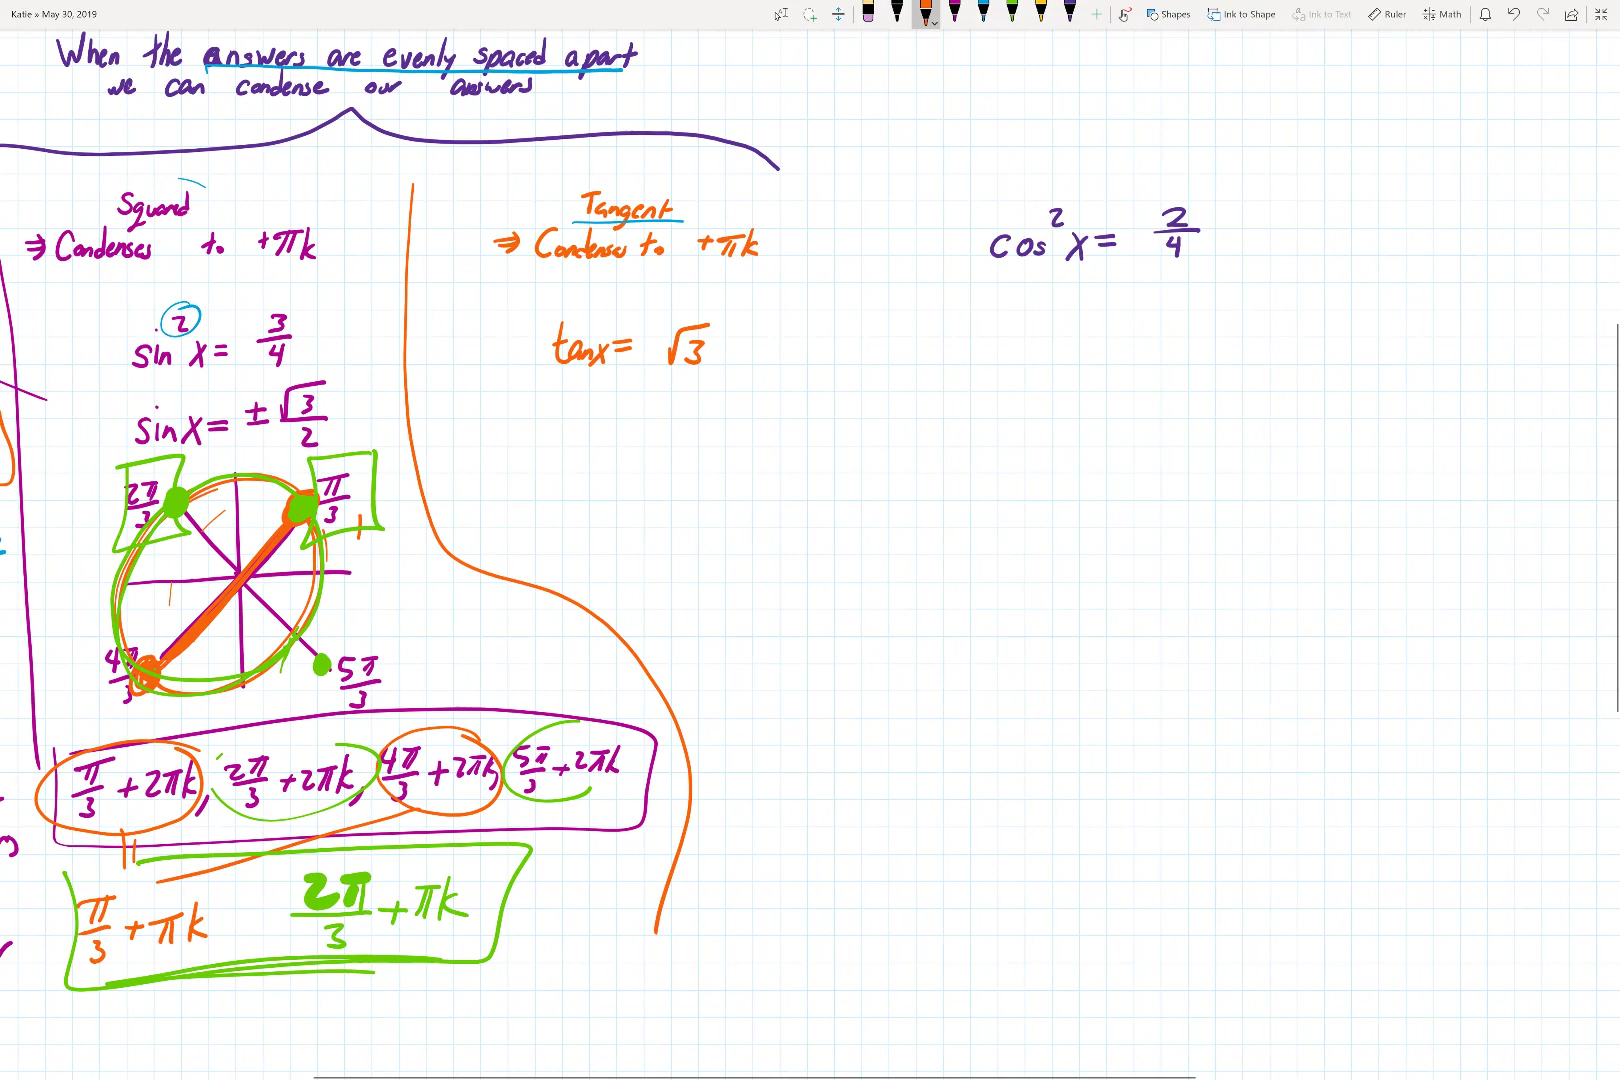 Katie » May 30, 2019
Shapes
Ink to Shape
Ink to Text
Ruler
Math
When the answers are evenly spaced apart
we can condense our answers
Squared
⇒ Condenses to +πk
sin² x = 3/4
sin x = ±√3/2
2π/3
π/3
4π/3
5π/3
π/3 + 2πk, 2π/3 + 2πk, 4π/3 + 2πk, 5π/3 + 2πk
π/3 + πk 2π/3 + πk
Tangent
⇒ Condenses to +πk
tan x = √3
cos² x = 2/4